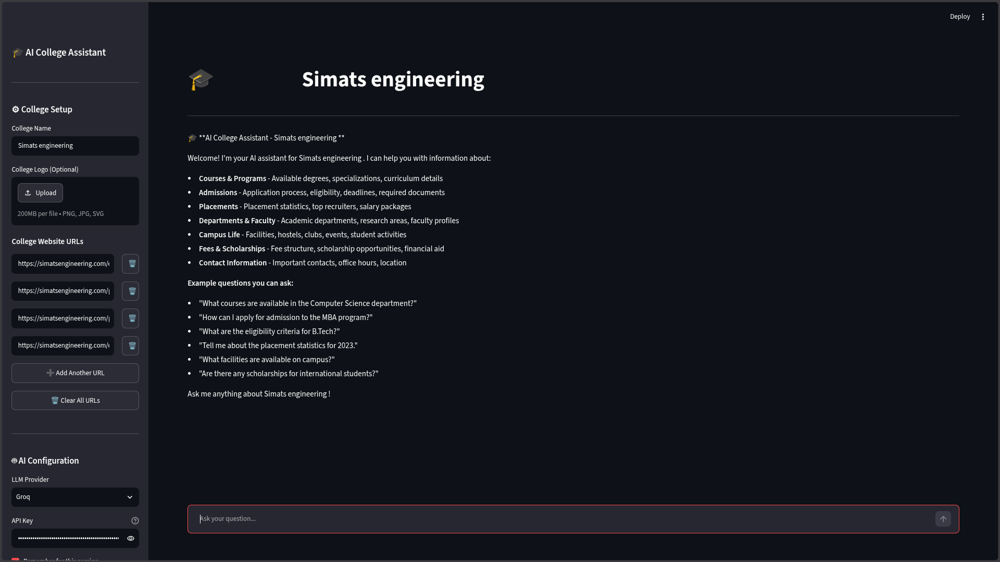 Deploy
🎓 AI College Assistant
⚙ College Setup
College Name
Simats engineering
College Logo (Optional)
Upload
200MB per file • PNG, JPG, SVG
College Website URLs
https://simatsengineering.com/
https://simatsengineering.com/
https://simatsengineering.com/
https://simatsengineering.com/
➕ Add Another URL
🗑️ Clear All URLs
AI Configuration
LLM Provider
Groq
API Key
Remember for this session
🎓 Simats engineering
🎓 **AI College Assistant - Simats engineering **
Welcome! I'm your AI assistant for Simats engineering . I can help you with information about:
• Courses & Programs - Available degrees, specializations, curriculum details
• Admissions - Application process, eligibility, deadlines, required documents
• Placements - Placement statistics, top recruiters, salary packages
• Departments & Faculty - Academic departments, research areas, faculty profiles
• Campus Life - Facilities, hostels, clubs, events, student activities
• Fees & Scholarships - Fee structure, scholarship opportunities, financial aid
• Contact Information - Important contacts, office hours, location
Example questions you can ask:
• "What courses are available in the Computer Science department?"
• "How can I apply for admission to the MBA program?"
• "What are the eligibility criteria for B.Tech?"
• "Tell me about the placement statistics for 2023."
• "What facilities are available on campus?"
• "Are there any scholarships for international students?"
Ask me anything about Simats engineering !
Ask your question...